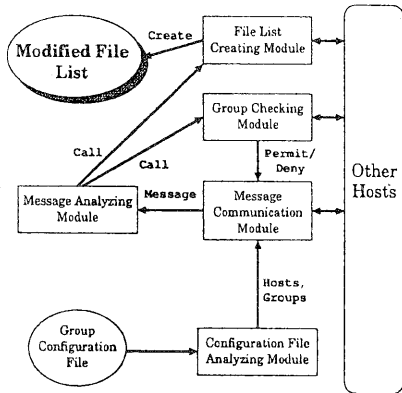 Create
File List
Creating Module
Modified File
List
Group Checking
Module
Call
Call
Permit/
Deny
Other
Hosts
Message Analyzing
Module
Message
Message
Communication
Module
Hosts,
Groups
Group
Configuration
File
Configuration File
Analyzing Module